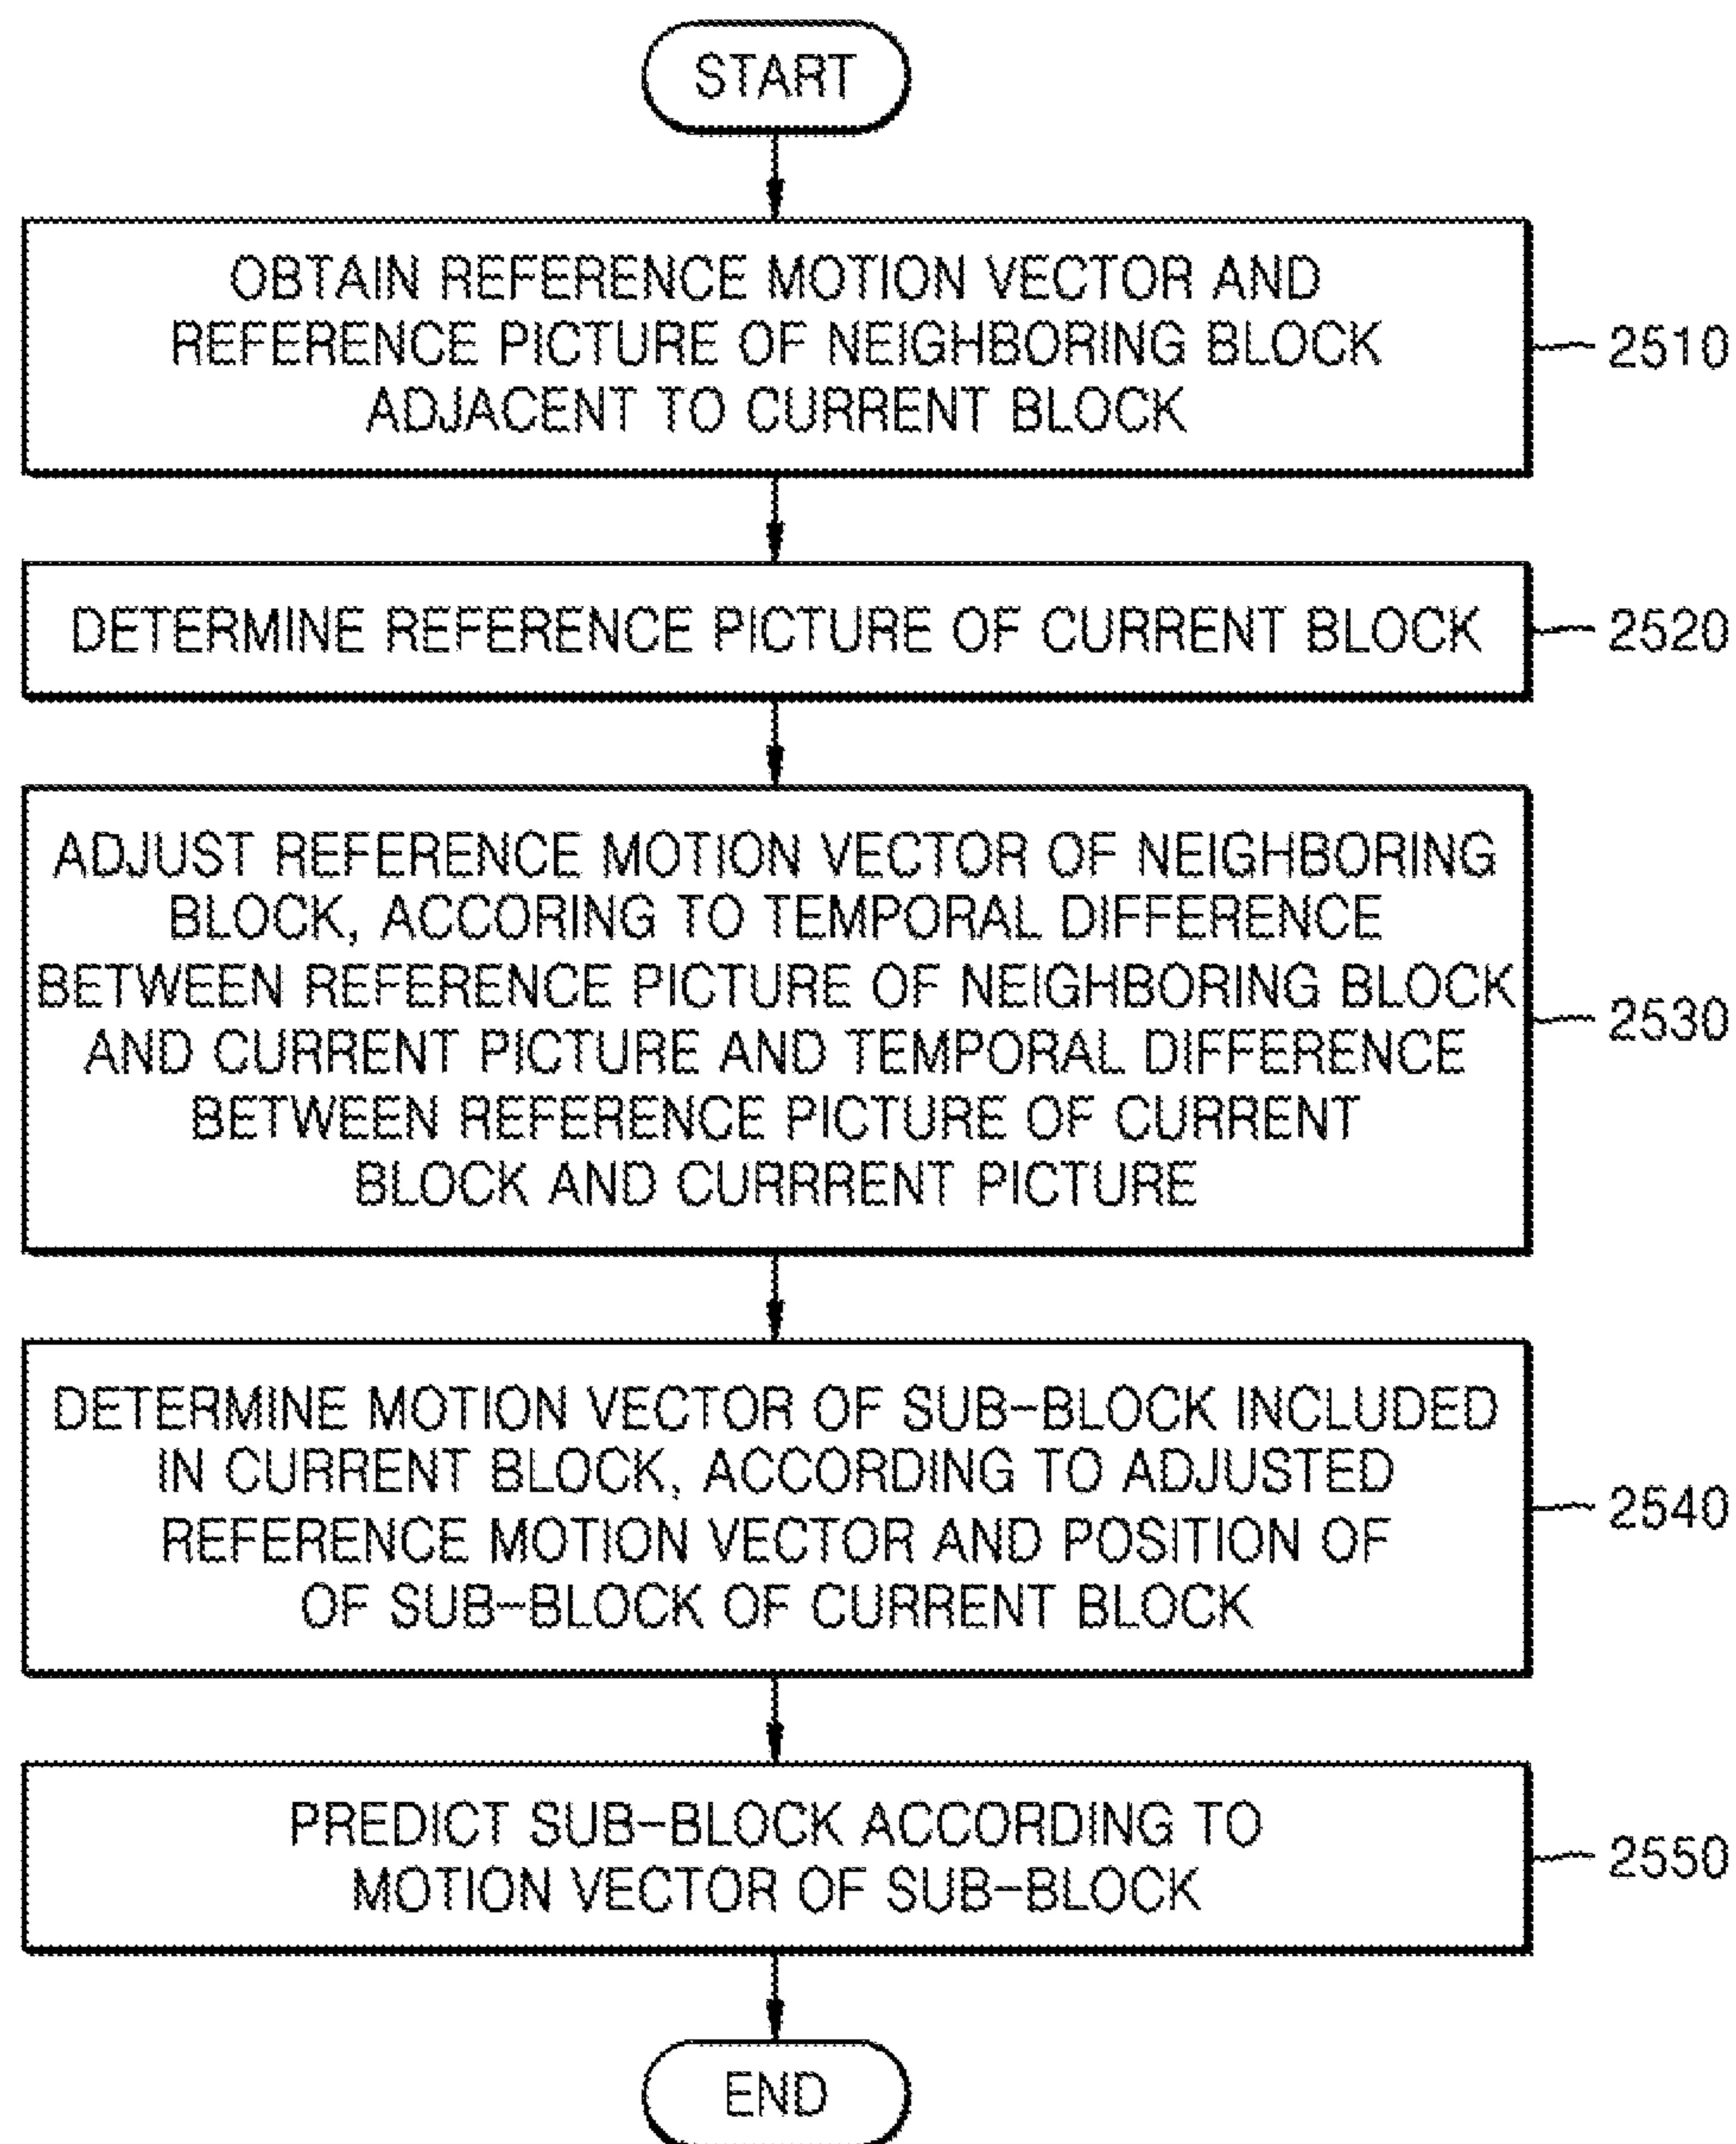 START
OBTAIN REFERENCE MOTION VECTOR AND
REFERENCE PICTURE OF NEIGHBORING BLOCK
ADJACENT TO CURRENT BLOCK
2510
DETERMINE REFERENCE PICTURE OF CURRENT BLOCK
2520
ADJUST REFERENCE MOTION VECTOR OF NEIGHBORING
BLOCK, ACCORING TO TEMPORAL DIFFERENCE
BETWEEN REFERENCE PICTURE OF NEIGHBORING BLOCK
AND CURRENT PICTURE AND TEMPORAL DIFFERENCE
BETWEEN REFERENCE PICTURE OF CURRENT
BLOCK AND CURRRENT PICTURE
2530
DETERMINE MOTION VECTOR OF SUB-BLOCK INCLUDED
IN CURRENT BLOCK, ACCORDING TO ADJUSTED
REFERENCE MOTION VECTOR AND POSITION OF
OF SUB-BLOCK OF CURRENT BLOCK
2540
PREDICT SUB-BLOCK ACCORDING TO
MOTION VECTOR OF SUB-BLOCK
2550
END